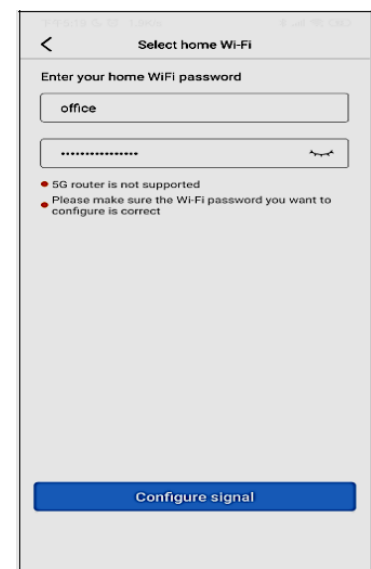 Select home Wi-Fi
Enter your home WiFi password
office
••••••••••••••••
5G router is not supported
Please make sure the Wi-Fi password you want to
configure is correct
Configure signal